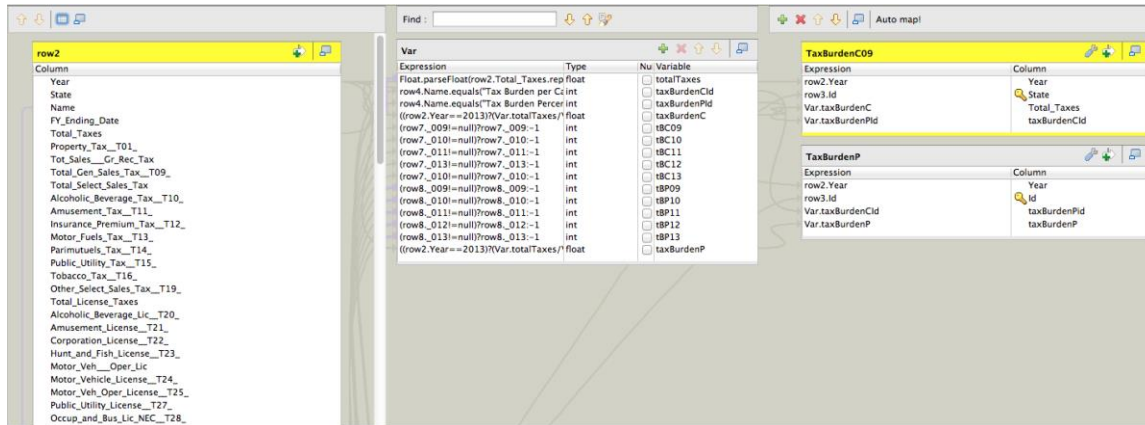 Find :
Auto map!
row2
Column
Year
State
Name
FY_Ending_Date
Total_Taxes
Property_Tax__T01_
Tot_Sales___Gr_Rec_Tax
Total_Gen_Sales_Tax__T09_
Total_Select_Sales_Tax
Alcoholic_Beverage_Tax__T10_
Amusement_Tax__T11_
Insurance_Premium_Tax__T12_
Motor_Fuels_Tax__T13_
Parimutuels_Tax__T14_
Public_Utility_Tax__T15_
Tobacco_Tax__T16_
Other_Select_Sales_Tax__T19_
Total_License_Taxes
Alcoholic_Beverage_Lic__T20_
Amusement_License__T21_
Corporation_License__T22_
Hunt_and_Fish_License__T23_
Motor_Veh___Oper_Lic
Motor_Vehicle_License__T24_
Motor_Veh_Oper_License__T25_
Public_Utility_License__T27_
Occup_and_Bus_Lic_NEC__T28_
Var
Expression Type Nu Variable
Float.parseFloat(row2.Total_Taxes.rep float totalTaxes
row4.Name.equals("Tax Burden per Ca int taxBurdenCId
row4.Name.equals("Tax Burden Percen int taxBurdenPId
((row2.Year==2013)?(Var.totalTaxes/V float taxBurdenC
(row7._009!=null)?row7._009:-1 int tBC09
(row7._010!=null)?row7._010:-1 int tBC10
(row7._011!=null)?row7._011:-1 int tBC11
(row7._013!=null)?row7._013:-1 int tBC12
(row7._010!=null)?row7._010:-1 int tBC13
(row8._009!=null)?row8._009:-1 int tBP09
(row8._010!=null)?row8._010:-1 int tBP10
(row8._011!=null)?row8._011:-1 int tBP11
(row8._012!=null)?row8._012:-1 int tBP12
(row8._013!=null)?row8._013:-1 int tBP13
((row2.Year==2013)?(Var.totalTaxes/V float taxBurdenP
TaxBurdenC09
Expression Column
row2.Year Year
row3.Id State
Var.taxBurdenC Total_Taxes
Var.taxBurdenPId taxBurdenCId
TaxBurdenP
Expression Column
row2.Year Year
row3.Id Id
Var.taxBurdenCId taxBurdenPid
Var.taxBurdenP taxBurdenP